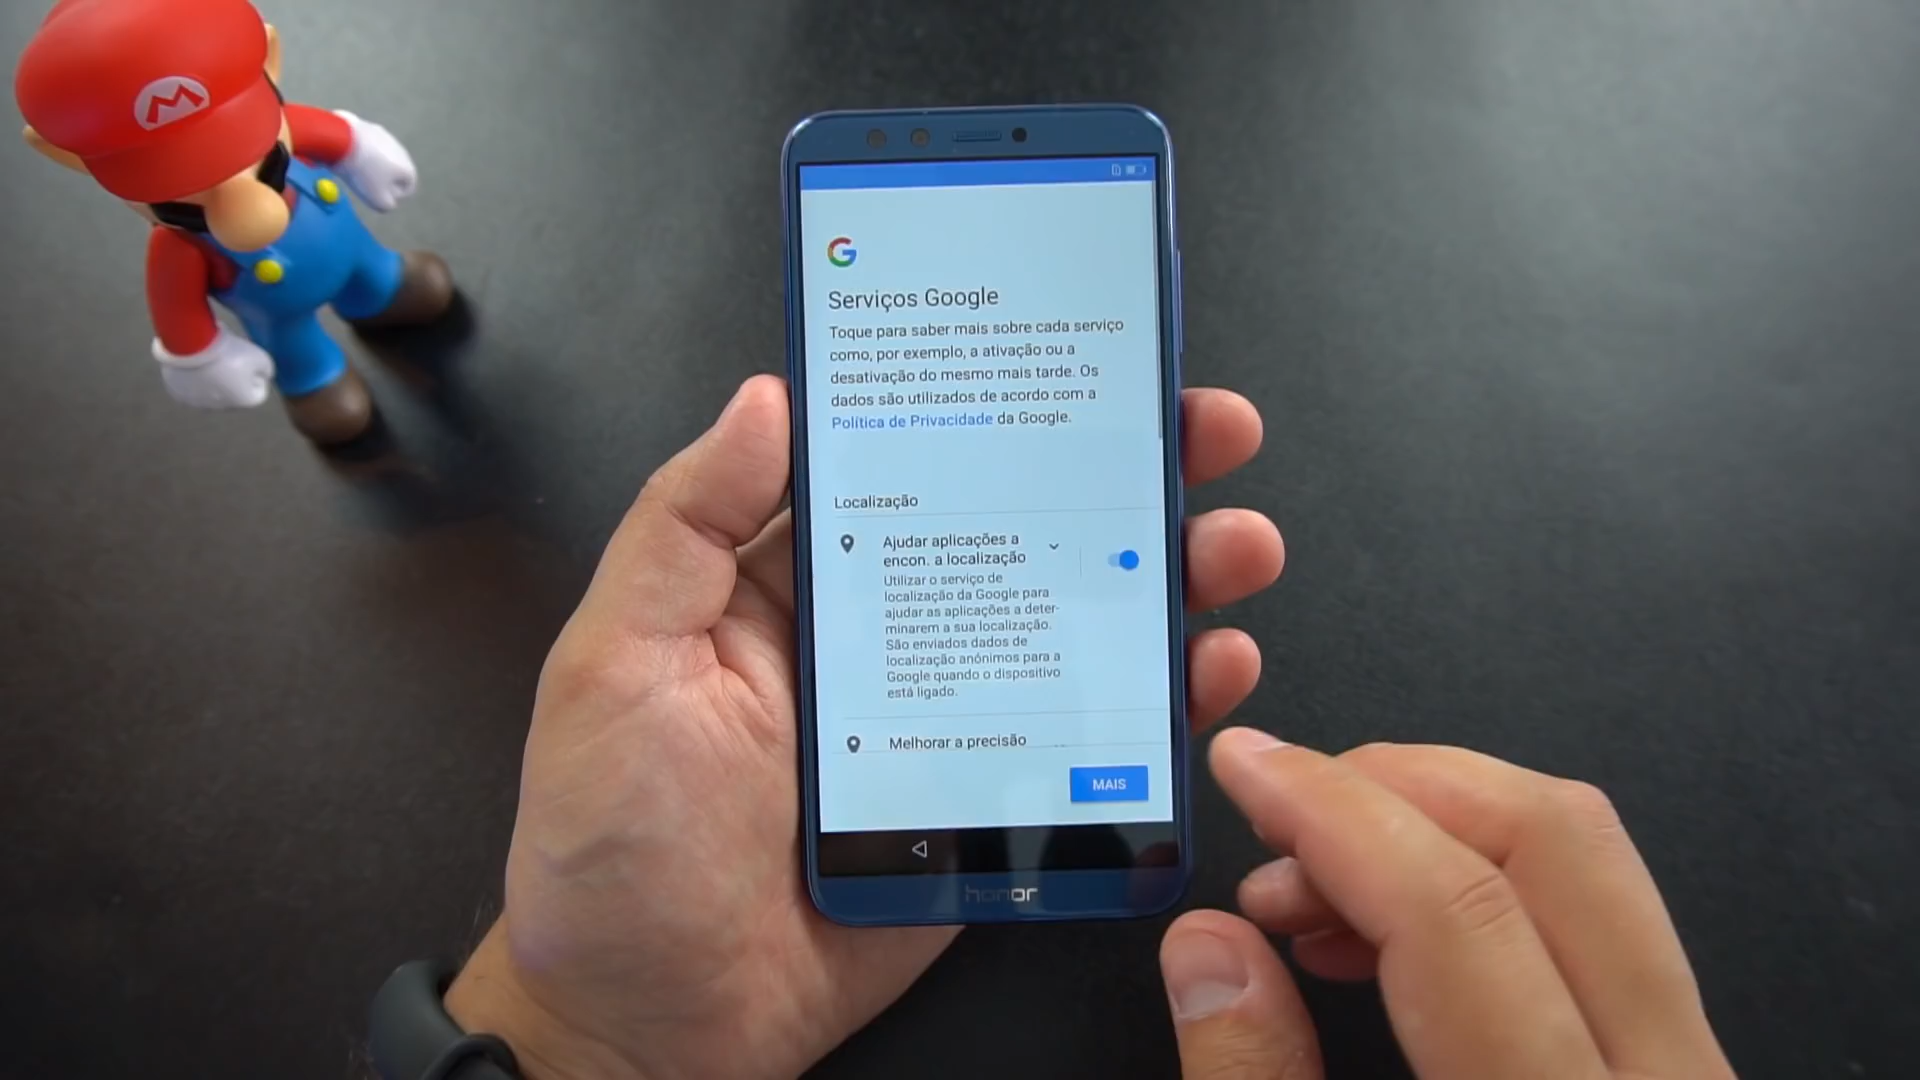 M
Serviços Google
Toque para saber mais sobre cada serviço
como, por exemplo, a ativação ou a
desativação do mesmo mais tarde. Os
dados são utilizados de acordo com a
Política de Privacidade da Google.
Localização
Ajudar aplicações a
encon. a localização
Utilizar o serviço de
localização da Google para
ajudar as aplicações a deter-
minarem a sua localização.
São enviados dados de
localização anónimos para a
Google quando o dispositivo
está ligado.
Melhorar a precisão
MAIS
honor